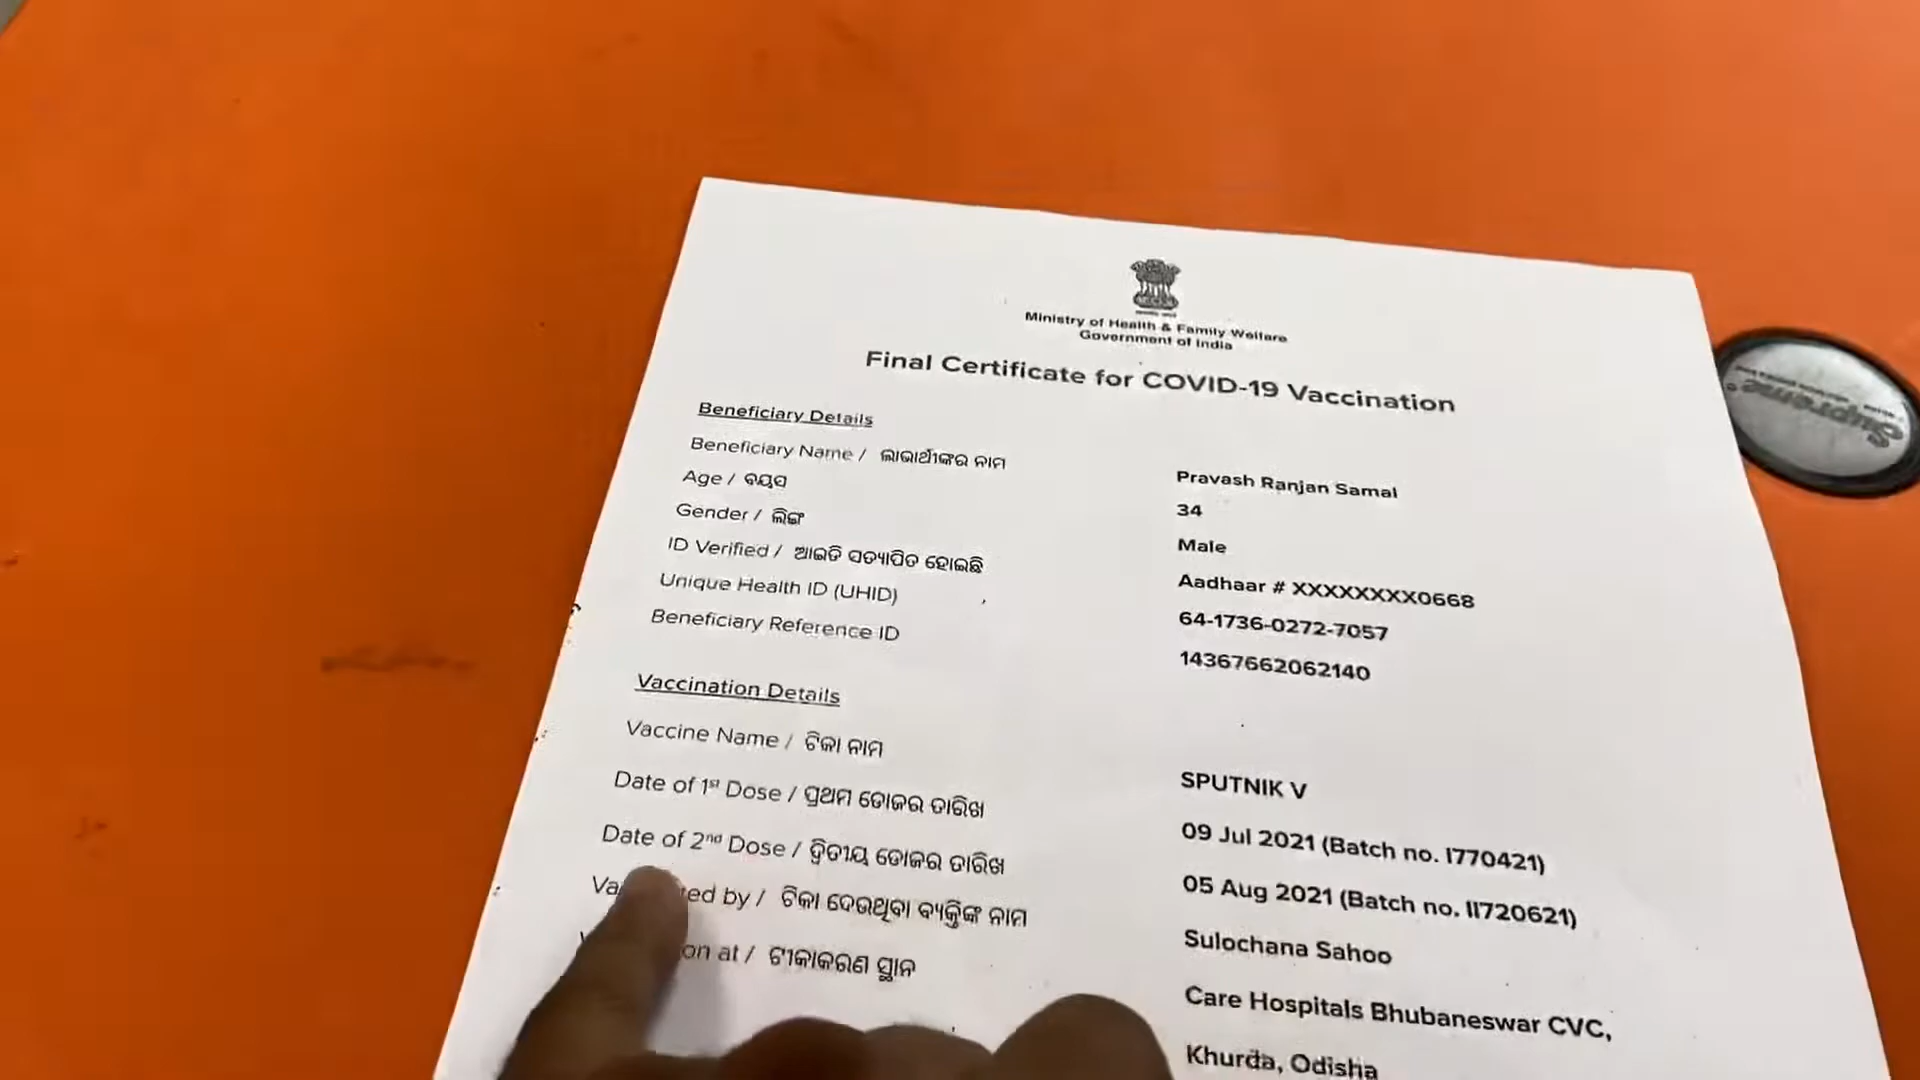 Ministry of Health & Family Welfare
Government of India
Final Certificate for COVID-19 Vaccination
Beneficiary Details
Beneficiary Name / ଲାଭାର୍ଥୀଙ୍କର ନାମ Pravash Ranjan Samal
Age / ବୟସ 34
Gender / ଲିଙ୍ଗ Male
ID Verified / ଆଇଡି ସତ୍ୟାପିତ ହୋଇଛି Aadhaar # XXXXXXXX0668
Unique Health ID (UHID) 64-1736-0272-7057
Beneficiary Reference ID 14367662062140
Vaccination Details
Vaccine Name / ଟିକା ନାମ SPUTNIK V
Date of 1st Dose / ପ୍ରଥମ ଡୋଜର ତାରିଖ 09 Jul 2021 (Batch no. I770421)
Date of 2nd Dose / ଦ୍ୱିତୀୟ ଡୋଜର ତାରିଖ 05 Aug 2021 (Batch no. II720621)
by / ଟିକା ଦେଉଥିବା ବ୍ୟକ୍ତିଙ୍କ ନାମ Sulochana Sahoo
at / ଟୀକାକରଣ ସ୍ଥାନ Care Hospitals Bhubaneswar CVC,
Khurda, Odisha
Supreme